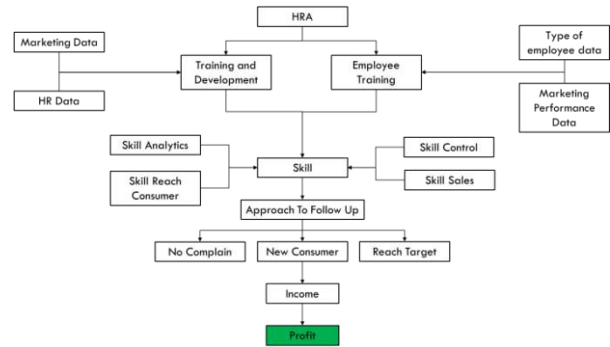 HRA
Marketing Data
Type of
employee data
Training and
Development
Employee
Training
HR Data
Marketing
Performance
Data
Skill Analytics
Skill Control
Skill
Skill Reach
Consumer
Skill Sales
Approach To Follow Up
No Complain
New Consumer
Reach Target
Income
Profit